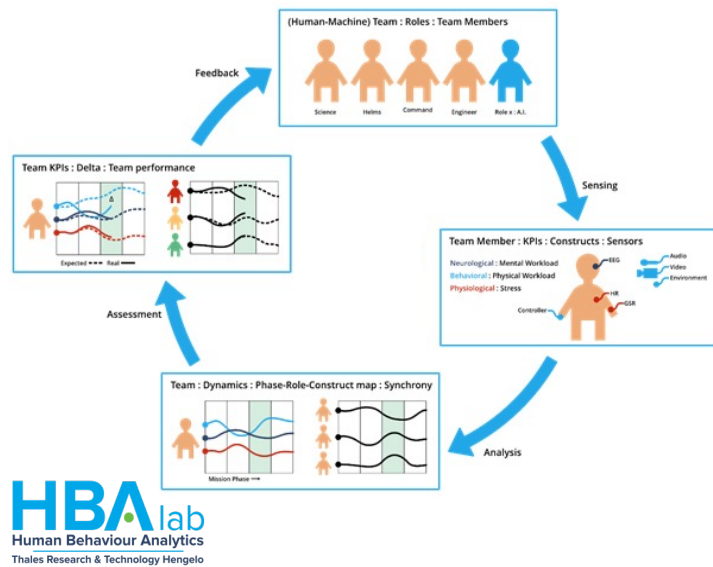 (Human-Machine) Team : Roles : Team Members
Science
Helms
Command
Engineer
Role x : A.I.
Feedback
Sensing
Team KPIs : Delta : Team performance
Δ
Expected Real
Team Member : KPIs : Constructs : Sensors
Neurological : Mental Workload
Behavioral : Physical Workload
Physiological : Stress
EEG
Audio
Video
Environment
HR
GSR
Controller
Assessment
Team : Dynamics : Phase-Role-Construct map : Synchrony
Mission Phase
Analysis
HBA lab
Human Behaviour Analytics
Thales Research & Technology Hengelo